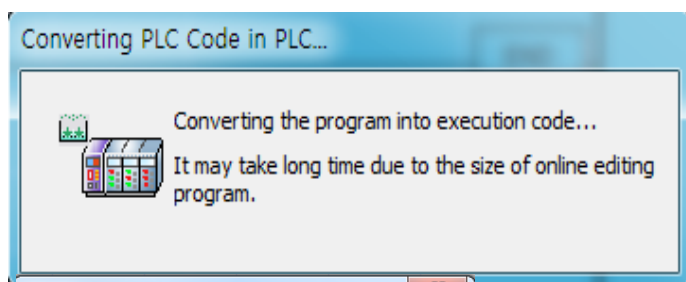 Converting PLC Code in PLC...
Converting the program into execution code...
It may take long time due to the size of online editing
program.